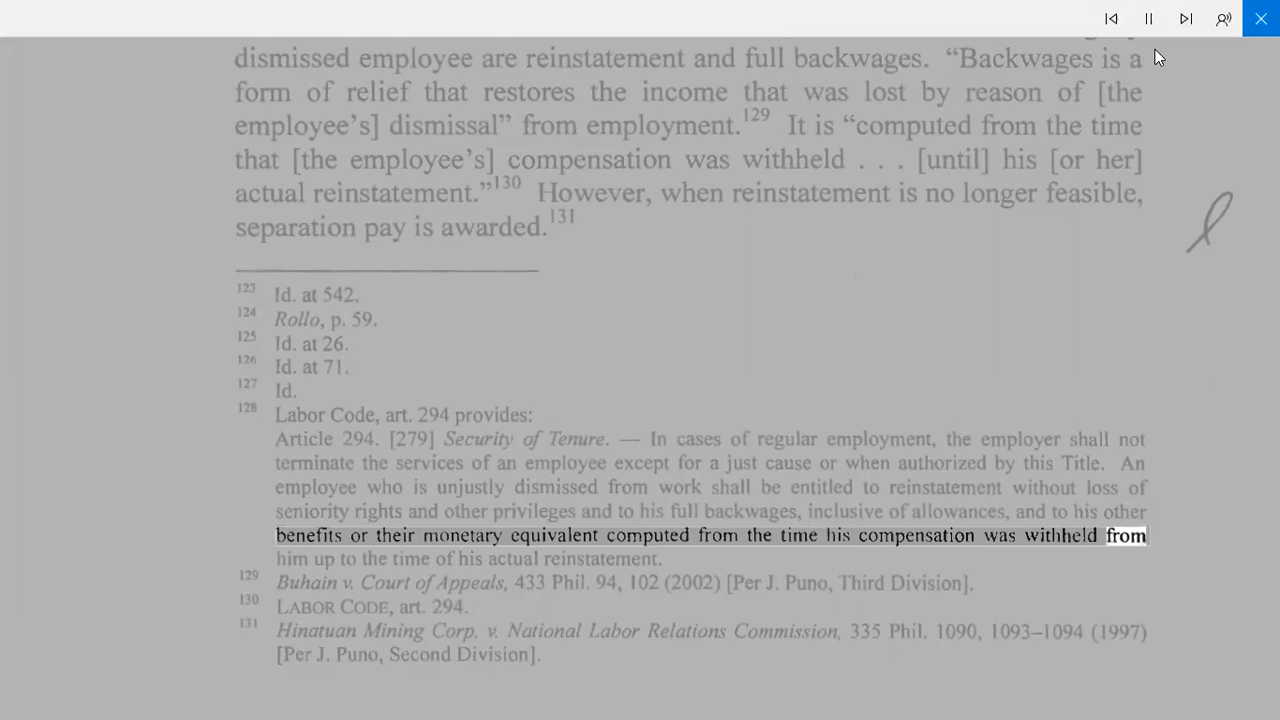 dismissed employee are reinstatement and full backwages. “Backwages is a
form of relief that restores the income that was lost by reason of [the
employee’s] dismissal” from employment.129 It is “computed from the time
that [the employee’s] compensation was withheld . . . [until] his [or her]
actual reinstatement.”130 However, when reinstatement is no longer feasible,
separation pay is awarded.131
123 Id. at 542.
124 Rollo, p. 59.
125 Id. at 26.
126 Id. at 71.
127 Id.
128 Labor Code, art. 294 provides:
Article 294. [279] Security of Tenure. — In cases of regular employment, the employer shall not
terminate the services of an employee except for a just cause or when authorized by this Title. An
employee who is unjustly dismissed from work shall be entitled to reinstatement without loss of
seniority rights and other privileges and to his full backwages, inclusive of allowances, and to his other
benefits or their monetary equivalent computed from the time his compensation was withheld from
him up to the time of his actual reinstatement.
129 Buhain v. Court of Appeals, 433 Phil. 94, 102 (2002) [Per J. Puno, Third Division].
130 LABOR CODE, art. 294.
131 Hinatuan Mining Corp. v. National Labor Relations Commission, 335 Phil. 1090, 1093–1094 (1997)
[Per J. Puno, Second Division].